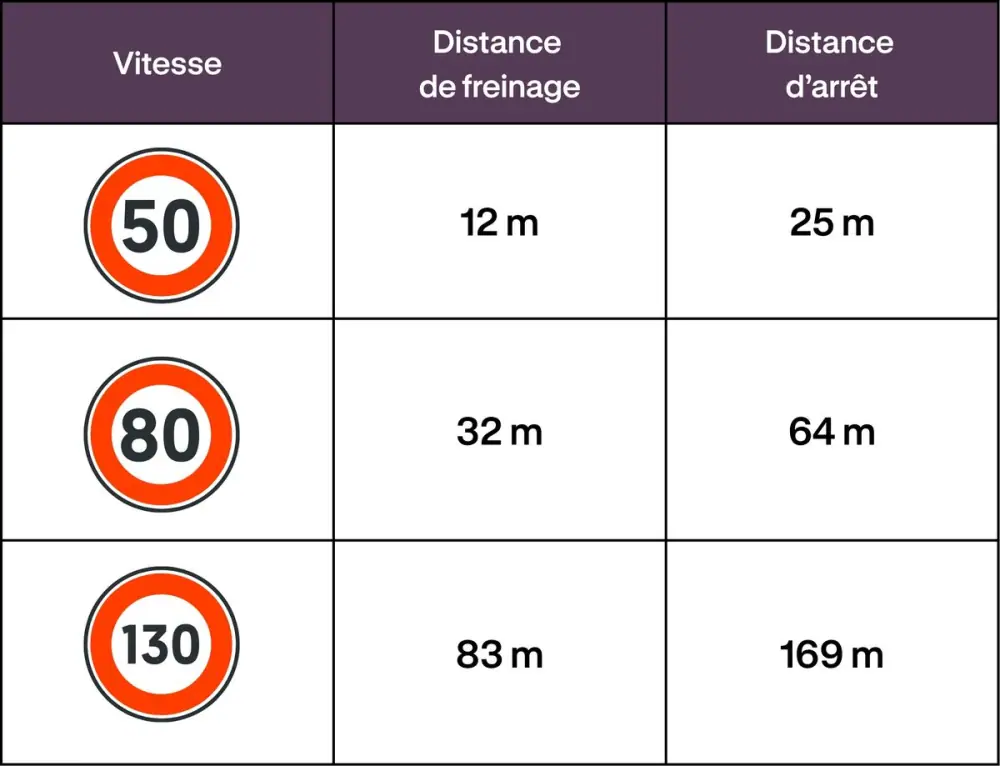 Vitesse
Distance
de freinage
Distance
d’arrêt
50
12 m
25 m
80
32 m
64 m
130
83 m
169 m